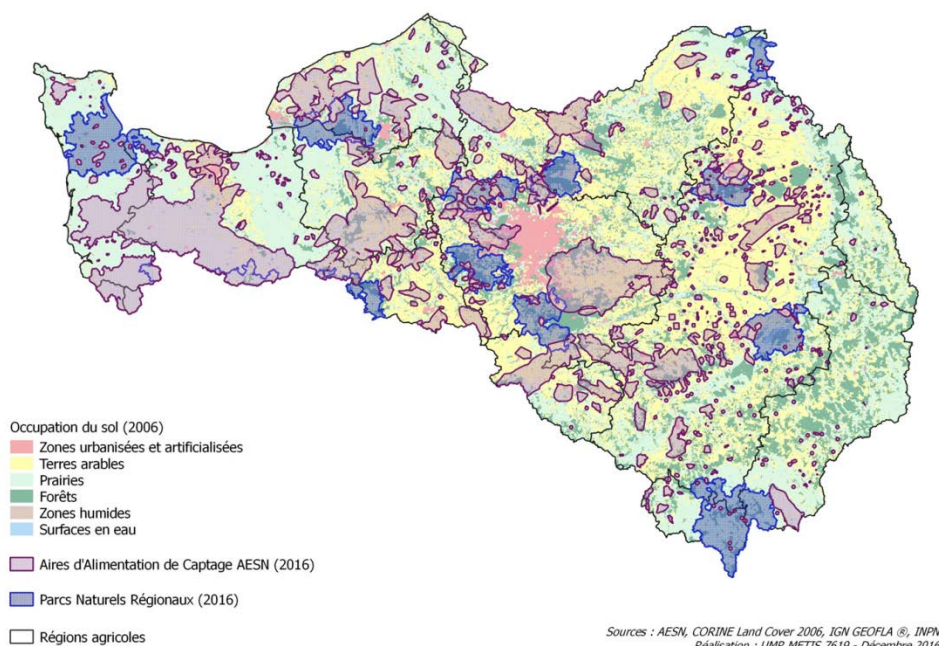 Occupation du sol (2006)
Zones urbanisées et artificialisées
Terres arables
Prairies
Forêts
Zones humides
Surfaces en eau
Aires d'Alimentation de Captage AESN (2016)
Parcs Naturels Régionaux (2016)
Régions agricoles
Sources : AESN, CORINE Land Cover 2006, IGN GEOFLA ®, INPN
Réalisation : UMR METIS 7619 - Décembre 2016